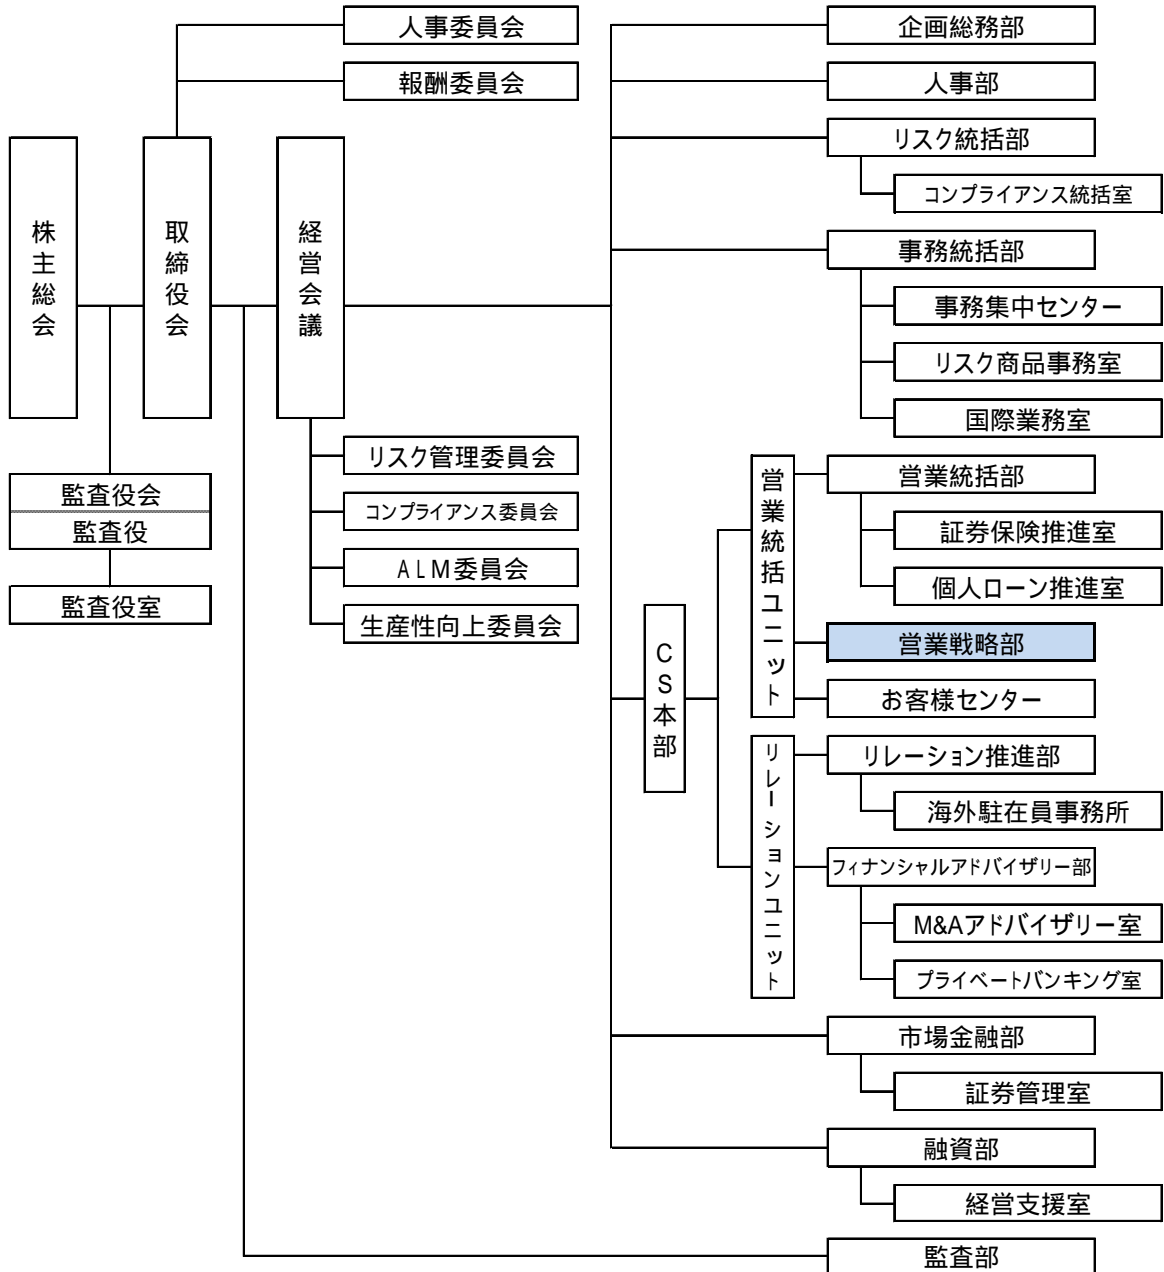 人事委員会
報酬委員会
株主総会
取締役会
経営会議
監査役会
監査役
監査役室
リスク管理委員会
コンプライアンス委員会
ALM委員会
生産性向上委員会
企画総務部
人事部
リスク統括部
コンプライアンス統括室
事務統括部
事務集中センター
リスク商品事務室
国際業務室
CS本部
営業統括ユニット
営業統括部
証券保険推進室
個人ローン推進室
営業戦略部
お客様センター
リレーションユニット
リレーション推進部
海外駐在員事務所
フィナンシャルアドバイザリー部
M&Aアドバイザリー室
プライベートバンキング室
市場金融部
証券管理室
融資部
経営支援室
監査部